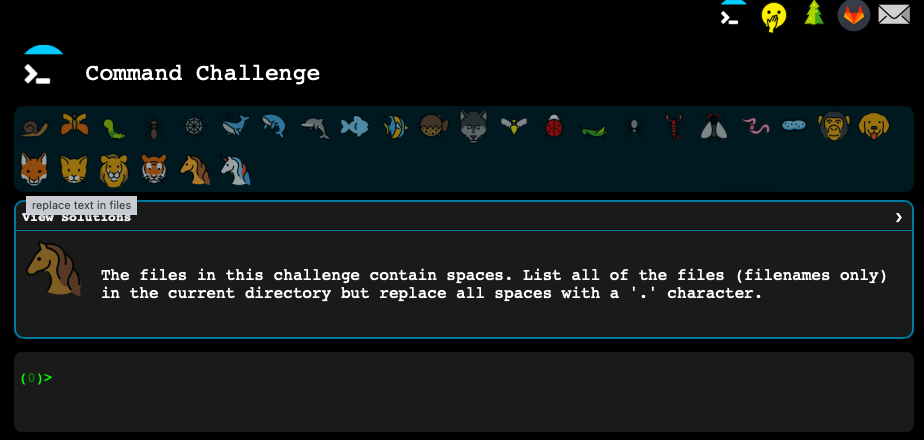 Command Challenge
replace text in files
View Solutions
The files in this challenge contain spaces. List all of the files (filenames only)
in the current directory but replace all spaces with a '.' character.
(0)>